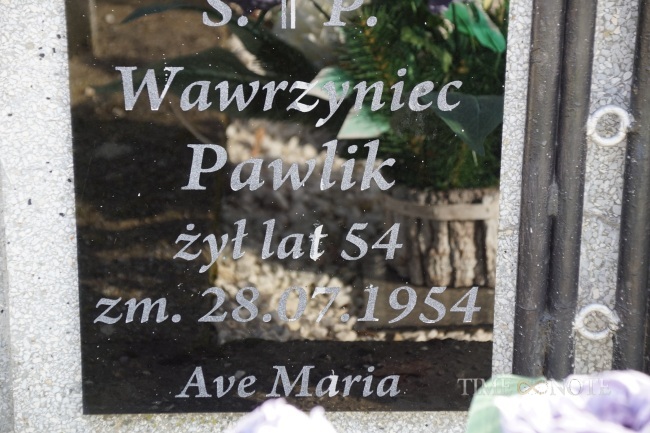 Ś. P.
Wawrzyniec
Pawlik
żył lat 54
zm. 28.07.1954
Ave Maria